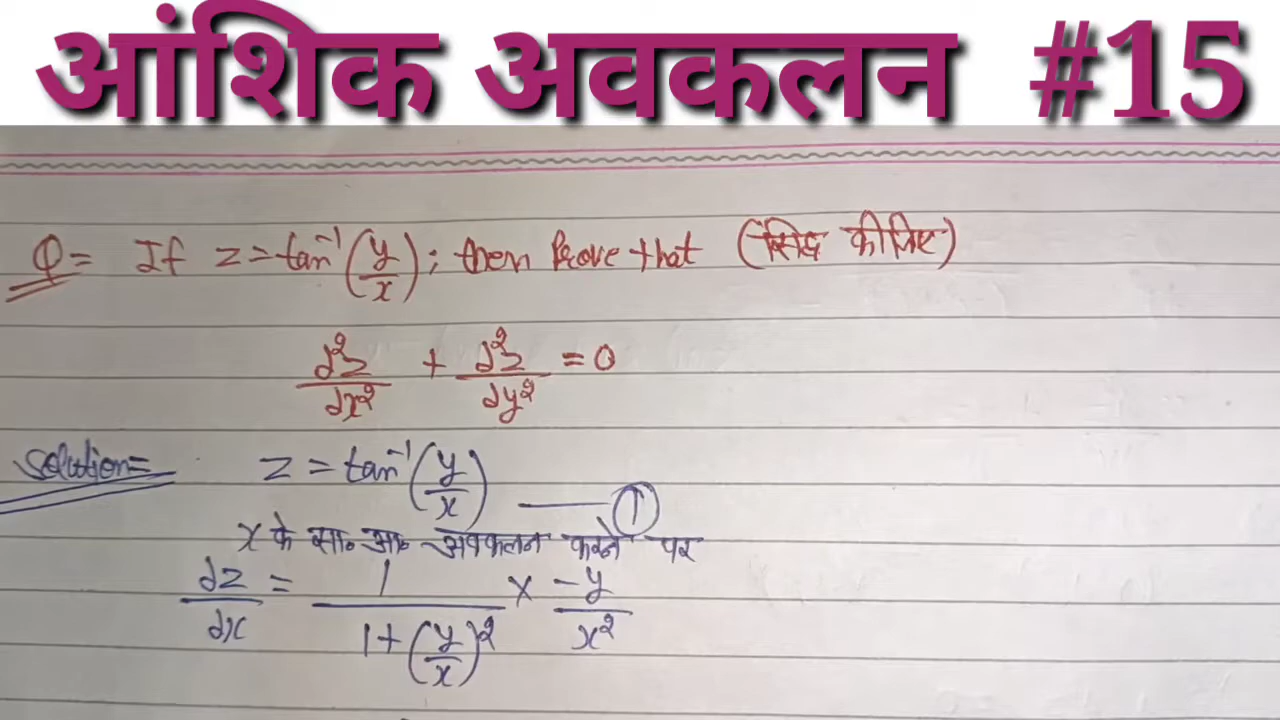 आंशिक अवकलन #15
Q= If z=tan⁻¹(y/x); then Prove that (सिद्ध कीजिए)
∂²z/∂x² + ∂²z/∂y² = 0
Solution= z = tan⁻¹(y/x) —— (1)
x के सा० आ० अवकलन करने पर
∂z/∂x = 1/(1+(y/x)²) × -y/x²